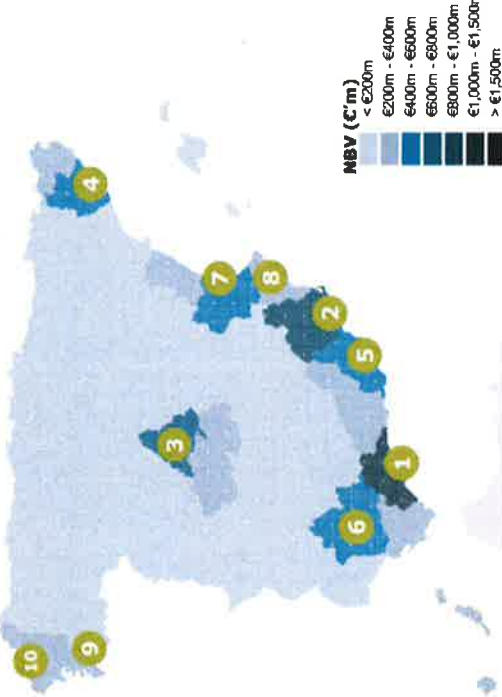 10
9
4
3
7
8
2
5
6
1
NBV (€'m)
< €200m
€200m - €400m
€400m - €600m
€600m - €800m
€800m - €1,000m
€1,000m - €1,500m
> €1,500m